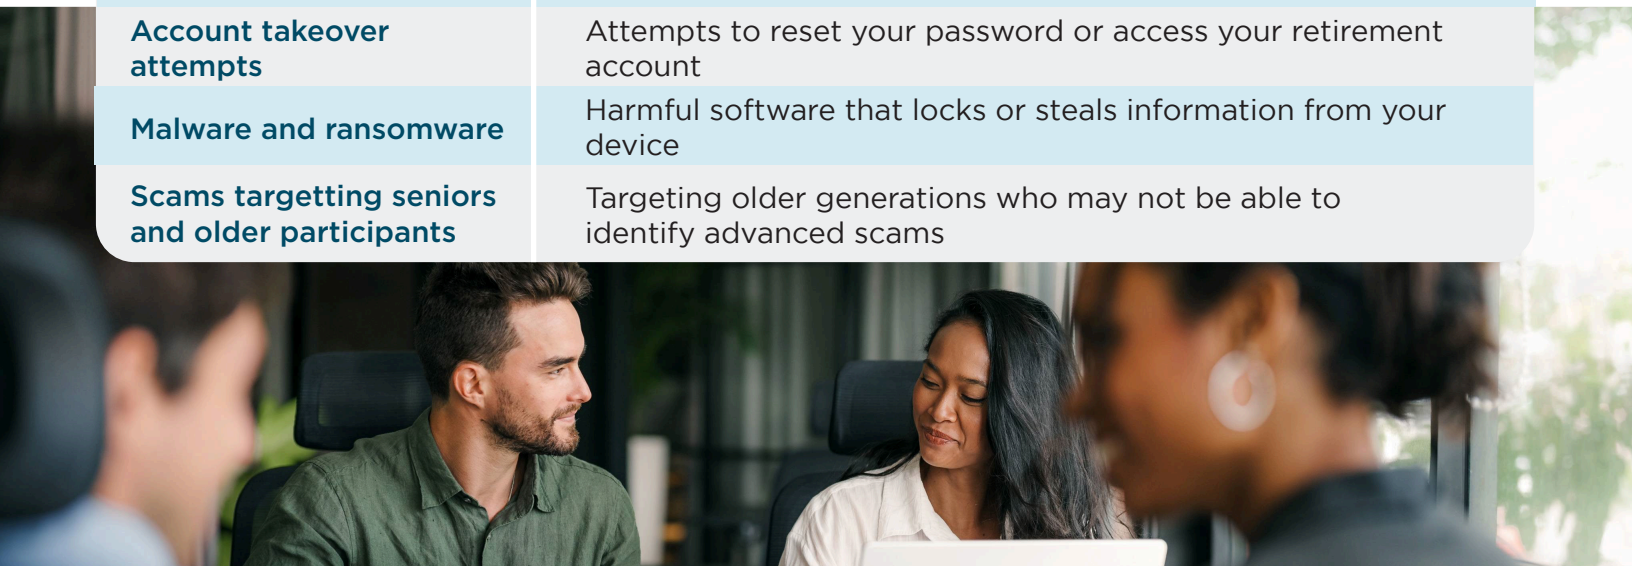 Account takeover
attempts
Attempts to reset your password or access your retirement
account
Malware and ransomware
Harmful software that locks or steals information from your
device
Scams targetting seniors
and older participants
Targeting older generations who may not be able to
identify advanced scams